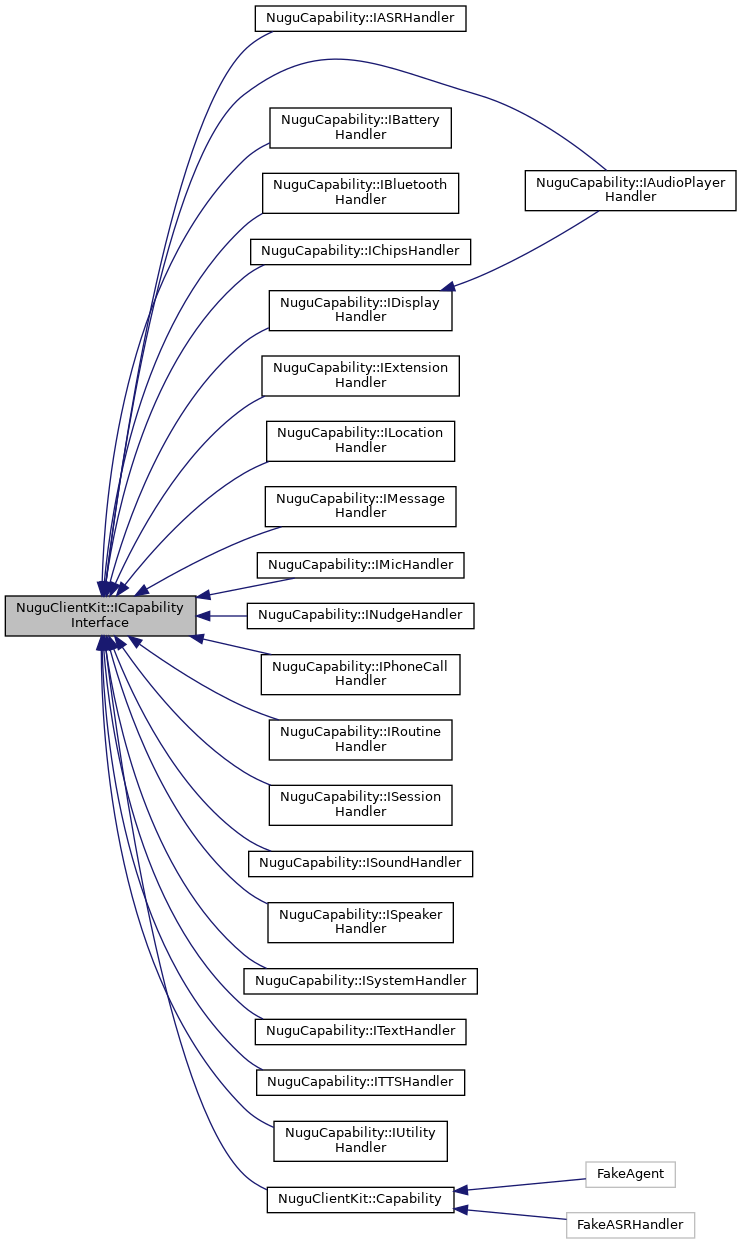 NuguCapability::IASRHandler
NuguCapability::IBattery
Handler
NuguCapability::IAudioPlayer
Handler
NuguCapability::IBluetooth
Handler
NuguCapability::IChipsHandler
NuguCapability::IDisplay
Handler
NuguCapability::IExtension
Handler
NuguCapability::ILocation
Handler
NuguCapability::IMessage
Handler
NuguCapability::IMicHandler
NuguClientKit::ICapability
Interface
NuguCapability::INudgeHandler
NuguCapability::IPhoneCall
Handler
NuguCapability::IRoutine
Handler
NuguCapability::ISession
Handler
NuguCapability::ISoundHandler
NuguCapability::ISpeaker
Handler
NuguCapability::ISystemHandler
NuguCapability::ITextHandler
NuguCapability::ITTSHandler
NuguCapability::IUtility
Handler
NuguClientKit::Capability
FakeAgent
FakeASRHandler